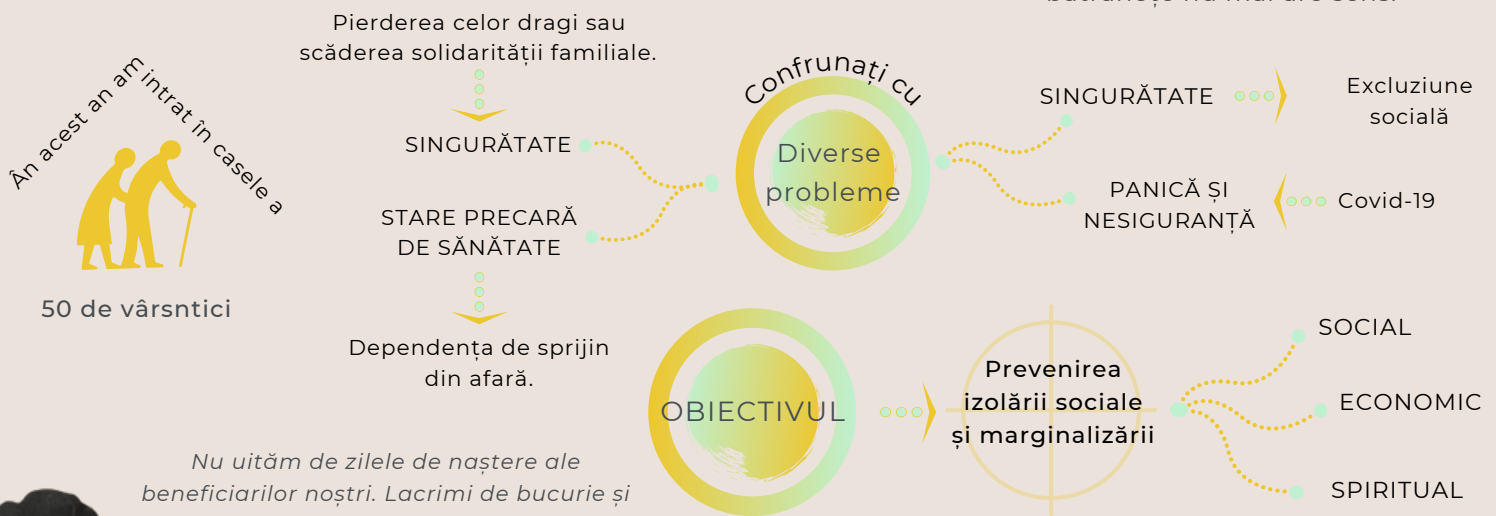 Pierderea celor dragi sau
scăderea solidarității familiale.
Ân acest an am
intrat în casele a
50 de vârsntici
SINGURĂTATE
STARE PRECARĂ
DE SĂNĂTATE
Dependența de sprijin
din afară.
Confrunați cu
Diverse
probleme
SINGURĂTATE
Excluziune
socială
PANICĂ ȘI
NESIGURANȚĂ
Covid-19
OBIECTIVUL
Prevenirea
izolării sociale
și marginalizării
SOCIAL
ECONOMIC
SPIRITUAL
Nu uităm de zilele de naștere ale
beneficiarilor noștri. Lacrimi de bucurie și